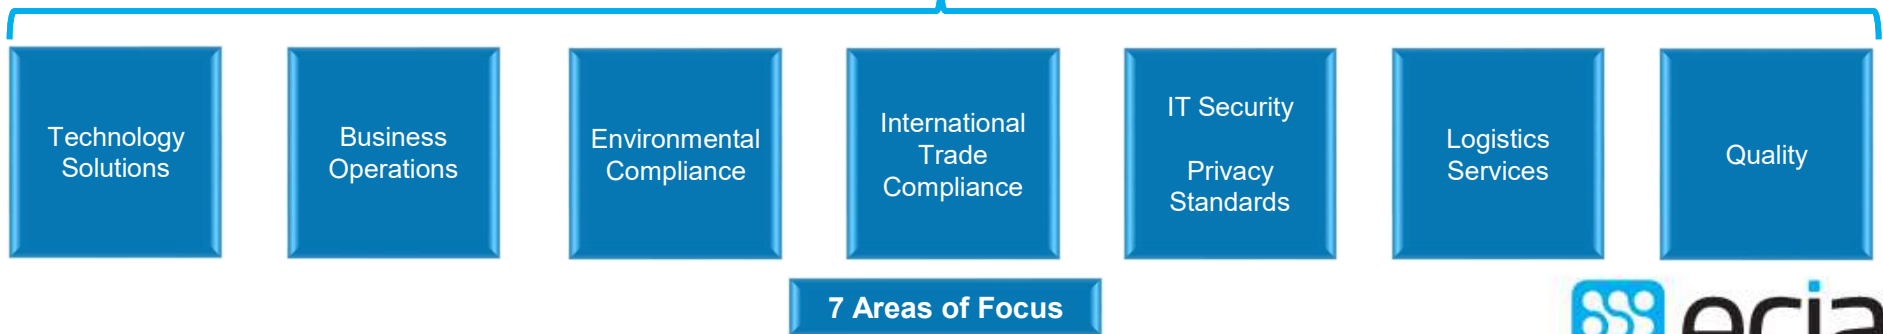 Technology
Solutions
Business
Operations
Environmental
Compliance
International
Trade
Compliance
IT Security
Privacy
Standards
Logistics
Services
Quality
7 Areas of Focus
ecia